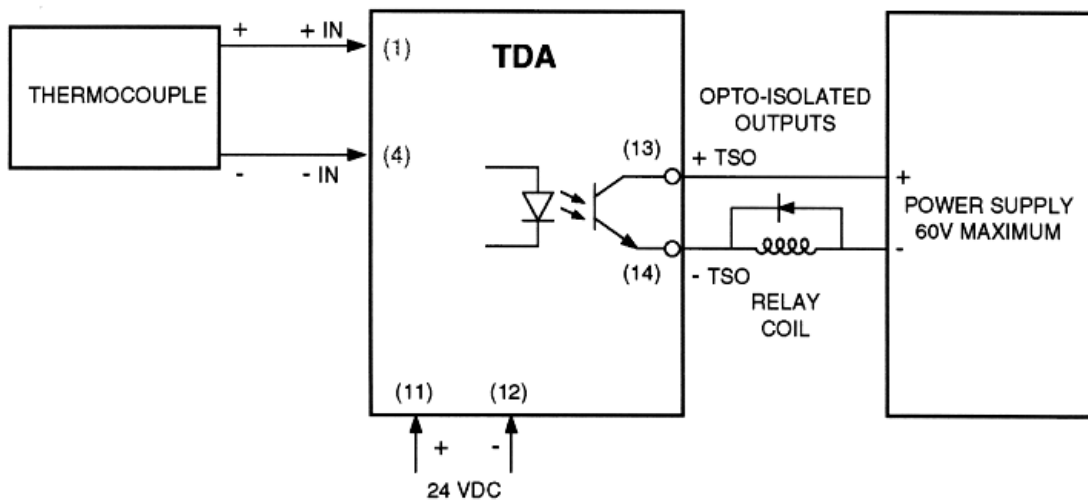 THERMOCOUPLE
+
+ IN
-
- IN
(1)
(4)
TDA
(13)
(14)
(11)
(12)
+
-
24 VDC
OPTO-ISOLATED
OUTPUTS
+ TSO
- TSO
RELAY
COIL
+
-
POWER SUPPLY
60V MAXIMUM